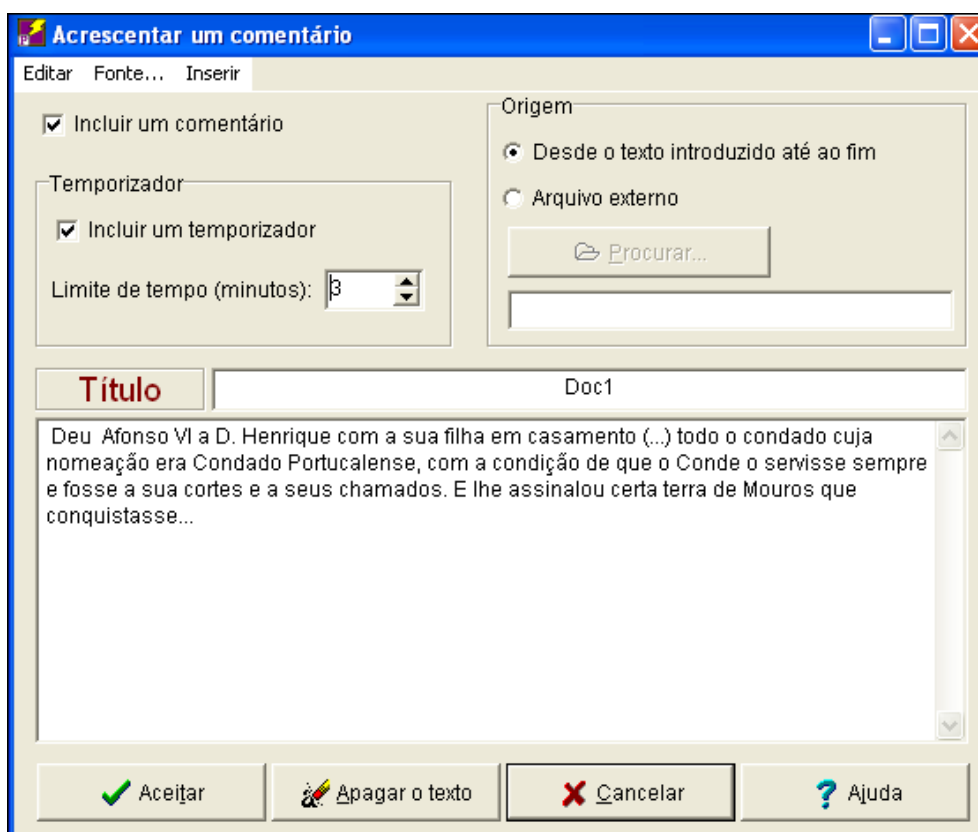 Acrescentar um comentário
Editar Fonte... Inserir
Incluir um comentário
Temporizador
Incluir um temporizador
Limite de tempo (minutos): 3
Origem
Desde o texto introduzido até ao fim
Arquivo externo
Procurar...
Título
Doc1
Deu Afonso VI a D. Henrique com a sua filha em casamento (...) todo o condado cuja
nomeação era Condado Portucalense, com a condição de que o Conde o servisse sempre
e fosse a sua cortes e a seus chamados. E lhe assinalou certa terra de Mouros que
conquistasse...
Aceitar Apagar o texto Cancelar Ajuda